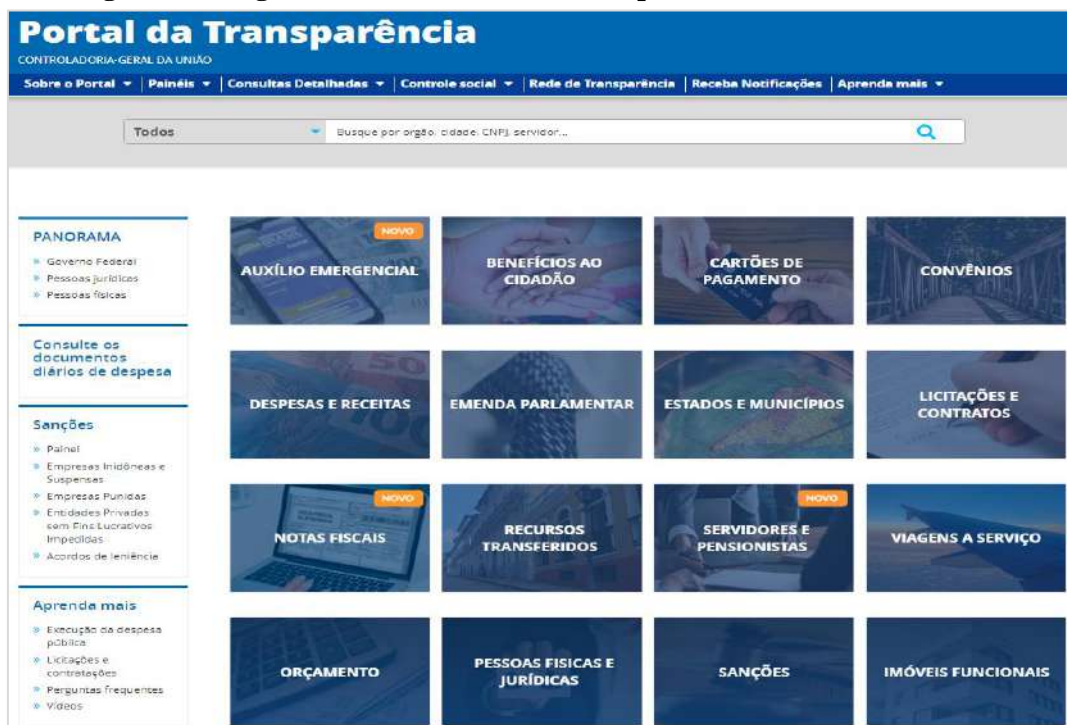 Portal da Transparência
CONTROLADORIA-GERAL DA UNIÃO
Sobre o Portal Painéis Consultas Detalhadas Controle social Rede de Transparência Receba Notificações Aprenda mais
Todos Busque por orgão, cidade, CNPJ, servidor...
PANORAMA
» Governo Federal
» Pessoas jurídicas
» Pessoas físicas
Consulte os
documentos
diários de despesa
Sanções
» Painel
» Empresas Inidôneas e
Suspensas
» Empresas Punidas
» Entidades Privadas
sem Fins Lucrativos
Impedidas
» Acordos de leniência
Aprenda mais
» Execução da despesa
pública
» Licitações e
contratações
» Perguntas frequentes
» Vídeos
NOVO
AUXÍLIO EMERGENCIAL
BENEFÍCIOS AO
CIDADÃO
CARTÕES DE
PAGAMENTO
CONVÊNIOS
DESPESAS E RECEITAS
EMENDA PARLAMENTAR
ESTADOS E MUNICÍPIOS
LICITAÇÕES E
CONTRATOS
NOVO
NOTAS FISCAIS
RECURSOS
TRANSFERIDOS
NOVO
SERVIDORES E
PENSIONISTAS
VIAGENS A SERVIÇO
ORÇAMENTO
PESSOAS FISICAS E
JURÍDICAS
SANÇÕES
IMÓVEIS FUNCIONAIS